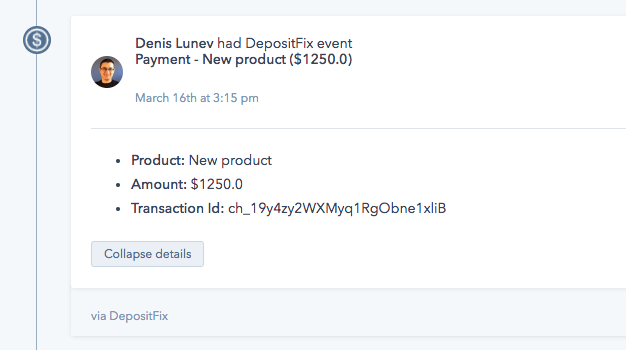 $
Denis Lunev had DepositFix event
Payment - New product ($1250.0)
March 16th at 3:15 pm
• Product: New product
• Amount: $1250.0
• Transaction Id: ch_19y4zy2WXMyq1RgObne1xliB
Collapse details
via DepositFix